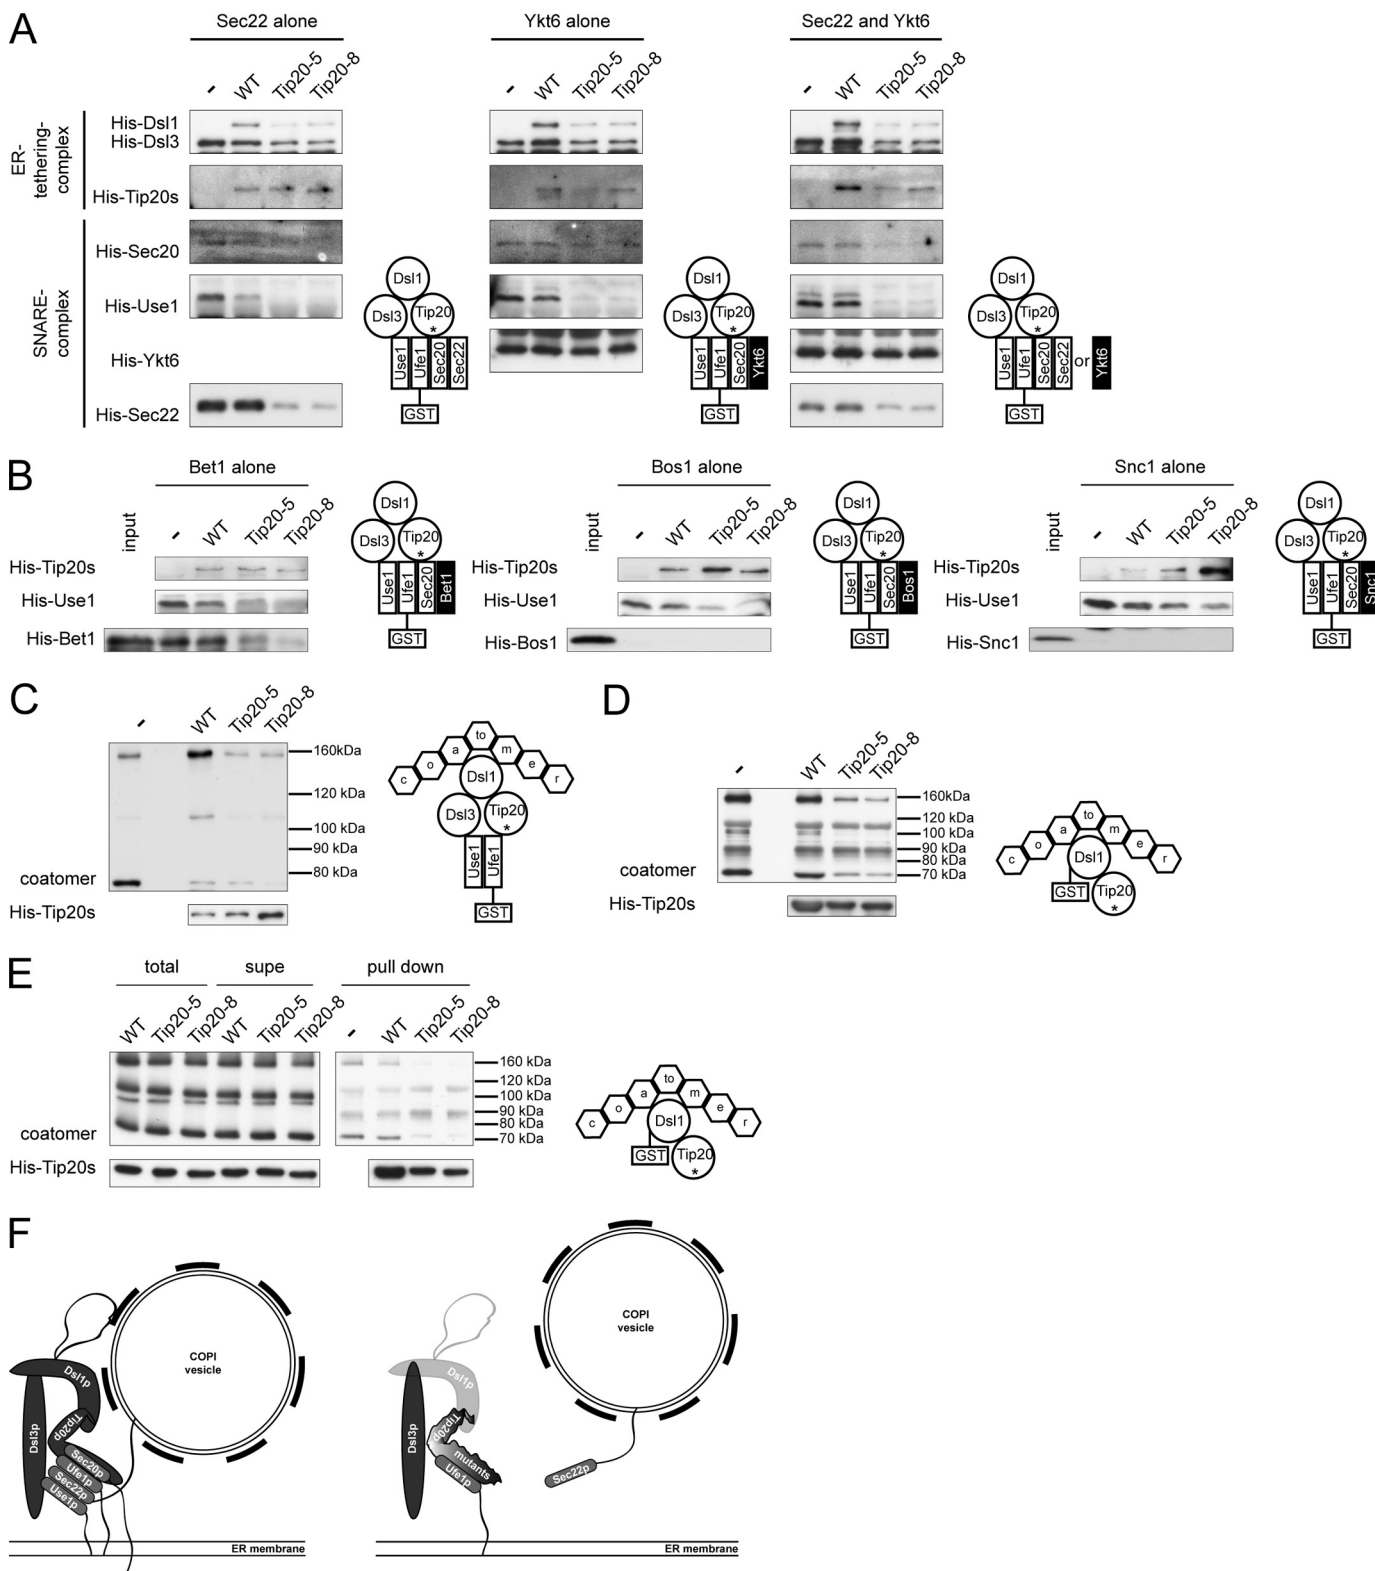 A
Sec22 alone
Ykt6 alone
Sec22 and Ykt6
- WT Tip20-5 Tip20-8
- WT Tip20-5 Tip20-8
- WT Tip20-5 Tip20-8
ER-
tethering-
complex
His-Dsl1
His-Dsl3
His-Tip20s
SNARE-
complex
His-Sec20
His-Use1
His-Ykt6
His-Sec22
Dsl1
Dsl3 Tip20
*
Use1 Ufe1 Sec20 Sec22
GST
Dsl1
Dsl3 Tip20
*
Use1 Ufe1 Sec20 Ykt6
GST
Dsl1
Dsl3 Tip20
*
Use1 Ufe1 Sec20 Sec22 or Ykt6
GST
B
Bet1 alone
input - WT Tip20-5 Tip20-8
His-Tip20s
His-Use1
His-Bet1
Dsl1
Dsl3 Tip20
*
Use1 Ufe1 Sec20 Bet1
GST
Bos1 alone
input - WT Tip20-5 Tip20-8
His-Tip20s
His-Use1
His-Bos1
Dsl1
Dsl3 Tip20
*
Use1 Ufe1 Sec20 Bos1
GST
Snc1 alone
input - WT Tip20-5 Tip20-8
His-Tip20s
His-Use1
His-Snc1
Dsl1
Dsl3 Tip20
*
Use1 Ufe1 Sec20 Snc1
GST
C
- WT Tip20-5 Tip20-8
160kDa
120 kDa
100 kDa
90 kDa
80 kDa
coatomer
His-Tip20s
c o a to m e r
Dsl1
Dsl3 Tip20
*
Use1 Ufe1
GST
D
- WT Tip20-5 Tip20-8
160kDa
120 kDa
100 kDa
90 kDa
80 kDa
70 kDa
coatomer
His-Tip20s
c o a to m e r
Dsl1
GST Tip20
*
E
total supe pull down
WT Tip20-5 Tip20-8 WT Tip20-5 Tip20-8
- WT Tip20-5 Tip20-8
160 kDa
120 kDa
100 kDa
90 kDa
80 kDa
70 kDa
coatomer
His-Tip20s
c o a to m e r
Dsl1
GST Tip20
*
F
COPI
vesicle
Dsl1p
Dsl3p
Tip20p
Sec20p
Ufe1p
Sec22p
Use1p
ER membrane
COPI
vesicle
Dsl1p
Dsl3p
Tip20p
mutants
Ufe1p
Sec22p
ER membrane